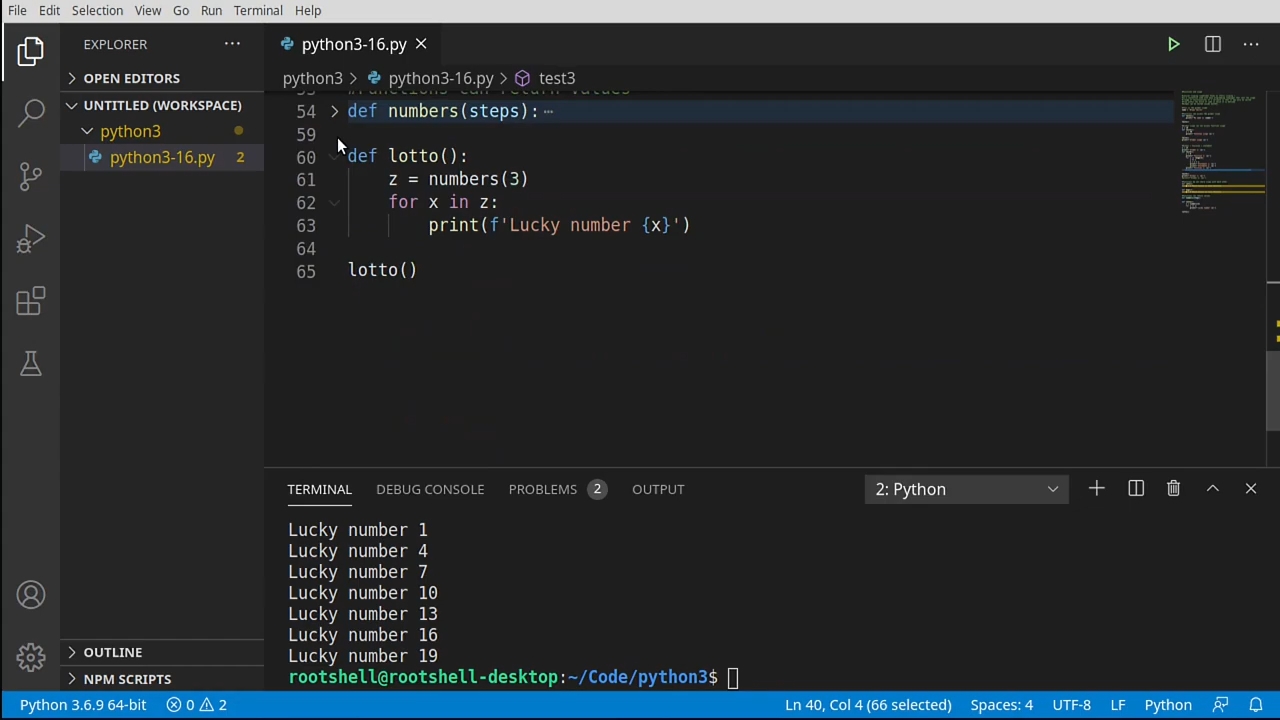 File Edit Selection View Go Run Terminal Help
EXPLORER
python3-16.py
OPEN EDITORS
python3 > python3-16.py > test3
UNTITLED (WORKSPACE)
python3
python3-16.py 2
#Functions can return values
54 def numbers(steps):
59
60 def lotto():
61 z = numbers(3)
62 for x in z:
63 print(f'Lucky number {x}')
64
65 lotto()
TERMINAL DEBUG CONSOLE PROBLEMS 2 OUTPUT 2: Python
Lucky number 1
Lucky number 4
Lucky number 7
Lucky number 10
Lucky number 13
Lucky number 16
Lucky number 19
rootshell@rootshell-desktop:~/Code/python3$
OUTLINE
NPM SCRIPTS
Python 3.6.9 64-bit 0 2 Ln 40, Col 4 (66 selected) Spaces: 4 UTF-8 LF Python